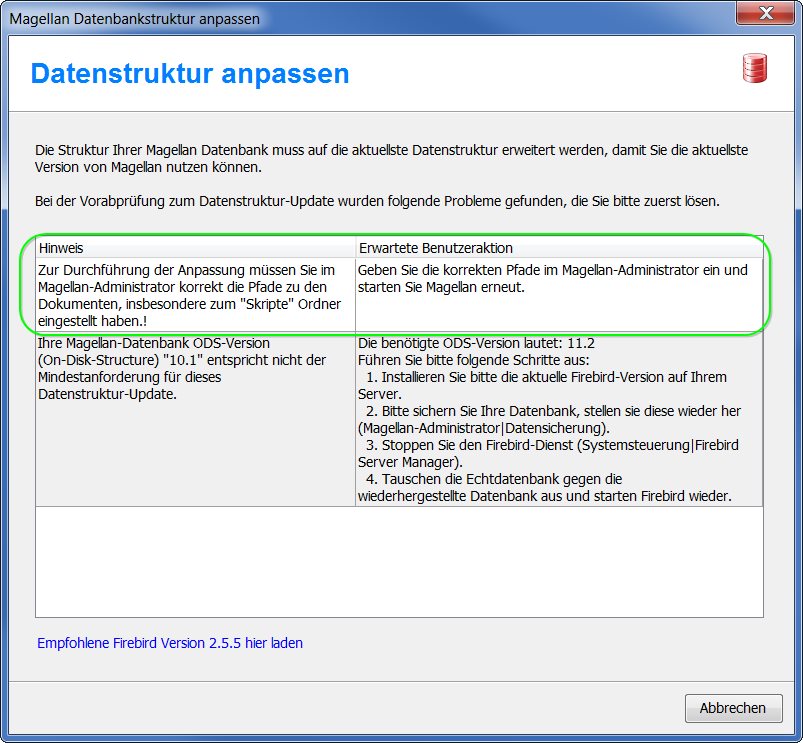 Magellan Datenbankstruktur anpassen
Datenstruktur anpassen
Die Struktur Ihrer Magellan Datenbank muss auf die aktuellste Datenstruktur erweitert werden, damit Sie die aktuellste
Version von Magellan nutzen können.
Bei der Vorabprüfung zum Datenstruktur-Update wurden folgende Probleme gefunden, die Sie bitte zuerst lösen.
Hinweis
Erwartete Benutzeraktion
Zur Durchführung der Anpassung müssen Sie im
Magellan-Administrator korrekt die Pfade zu den
Dokumenten, insbesondere zum "Skripte" Ordner
eingestellt haben.!
Geben Sie die korrekten Pfade im Magellan-Administrator ein und
starten Sie Magellan erneut.
Ihre Magellan-Datenbank ODS-Version
(On-Disk-Structure) "10.1" entspricht nicht der
Mindestanforderung für dieses
Datenstruktur-Update.
Die benötigte ODS-Version lautet: 11.2
Führen Sie bitte folgende Schritte aus:
1. Installieren Sie bitte die aktuelle Firebird-Version auf Ihrem
Server.
2. Bitte sichern Sie Ihre Datenbank, stellen sie diese wieder her
(Magellan-Administrator|Datensicherung).
3. Stoppen Sie den Firebird-Dienst (Systemsteuerung|Firebird
Server Manager).
4. Tauschen die Echtdatenbank gegen die
wiederhergestellte Datenbank aus und starten Firebird wieder.
Empfohlene Firebird Version 2.5.5 hier laden
Abbrechen